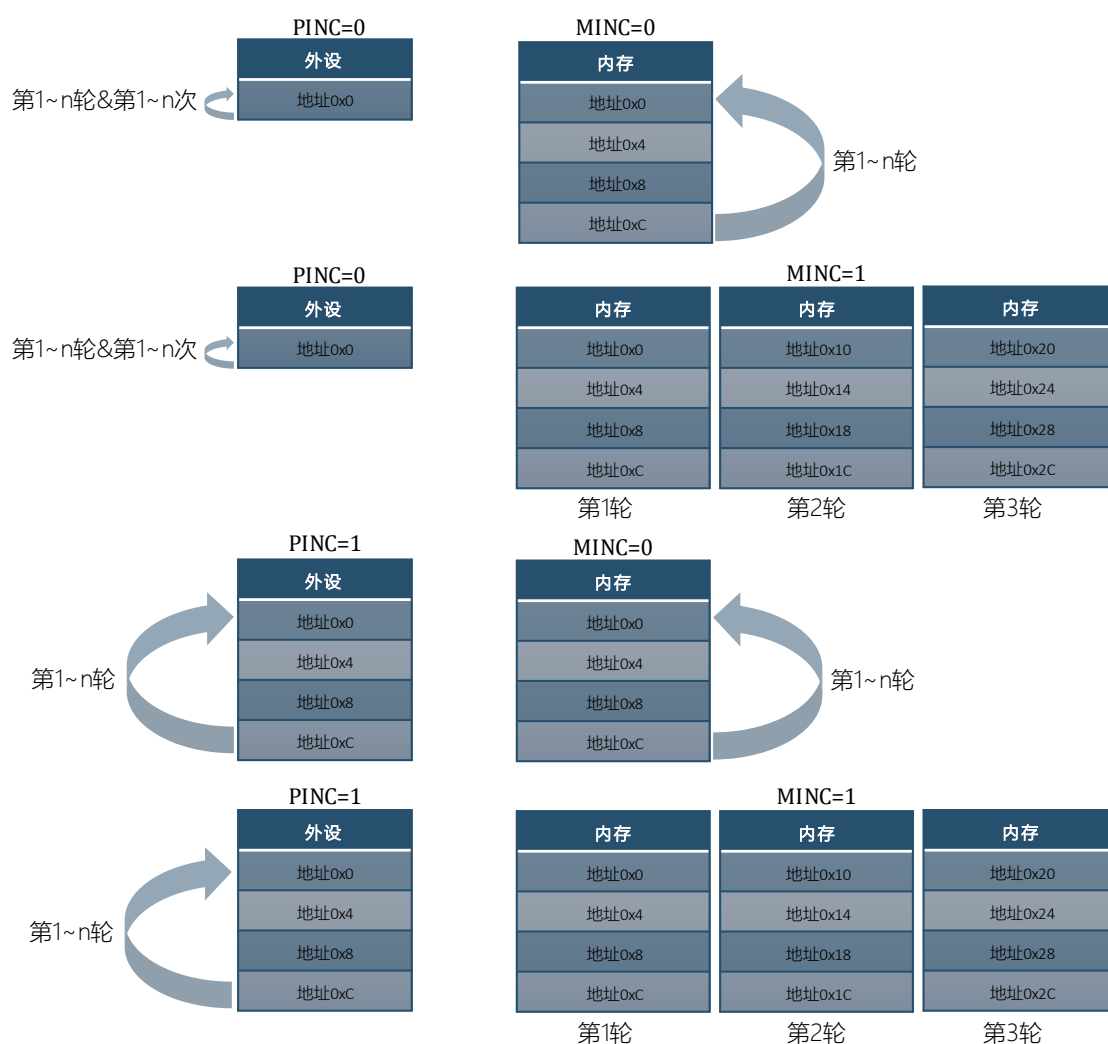 PINC=0
MINC=0
外设
内存
第1~n轮&第1~n次
地址0x0
地址0x0
地址0x4
地址0x8
地址0xC
第1~n轮
PINC=0
MINC=1
外设
内存
内存
内存
第1~n轮&第1~n次
地址0x0
地址0x0
地址0x10
地址0x20
地址0x4
地址0x14
地址0x24
地址0x8
地址0x18
地址0x28
地址0xC
地址0x1C
地址0x2C
第1轮
第2轮
第3轮
PINC=1
MINC=0
外设
内存
地址0x0
地址0x0
地址0x4
地址0x4
第1~n轮
第1~n轮
地址0x8
地址0x8
地址0xC
地址0xC
PINC=1
MINC=1
外设
内存
内存
内存
地址0x0
地址0x0
地址0x10
地址0x20
地址0x4
地址0x4
地址0x14
地址0x24
第1~n轮
地址0x8
地址0x8
地址0x18
地址0x28
地址0xC
地址0xC
地址0x1C
地址0x2C
第1轮
第2轮
第3轮